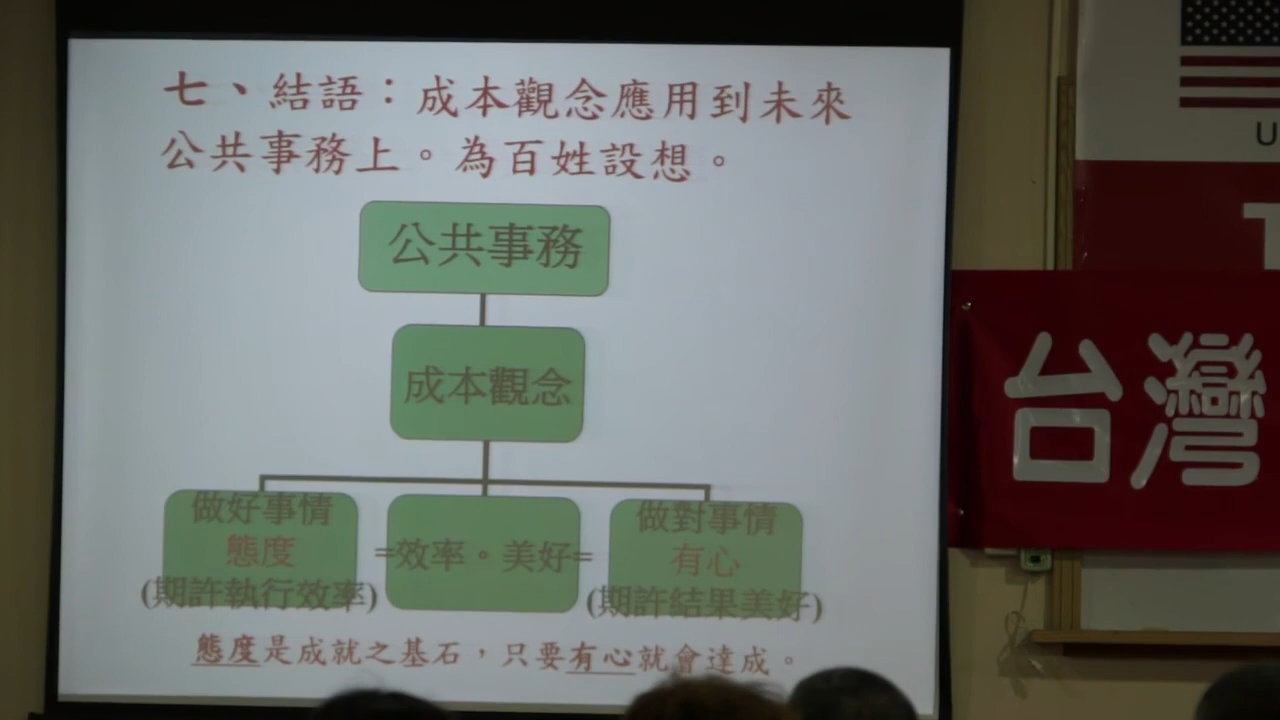 七、結語：成本觀念應用到未來
公共事務上。為百姓設想。
公共事務
成本觀念
做好事情
態度
(期許執行效率)
=效率。美好=
做對事情
有心
(期許結果美好)
態度是成就之基石，只要有心就會達成。
U
T
台灣